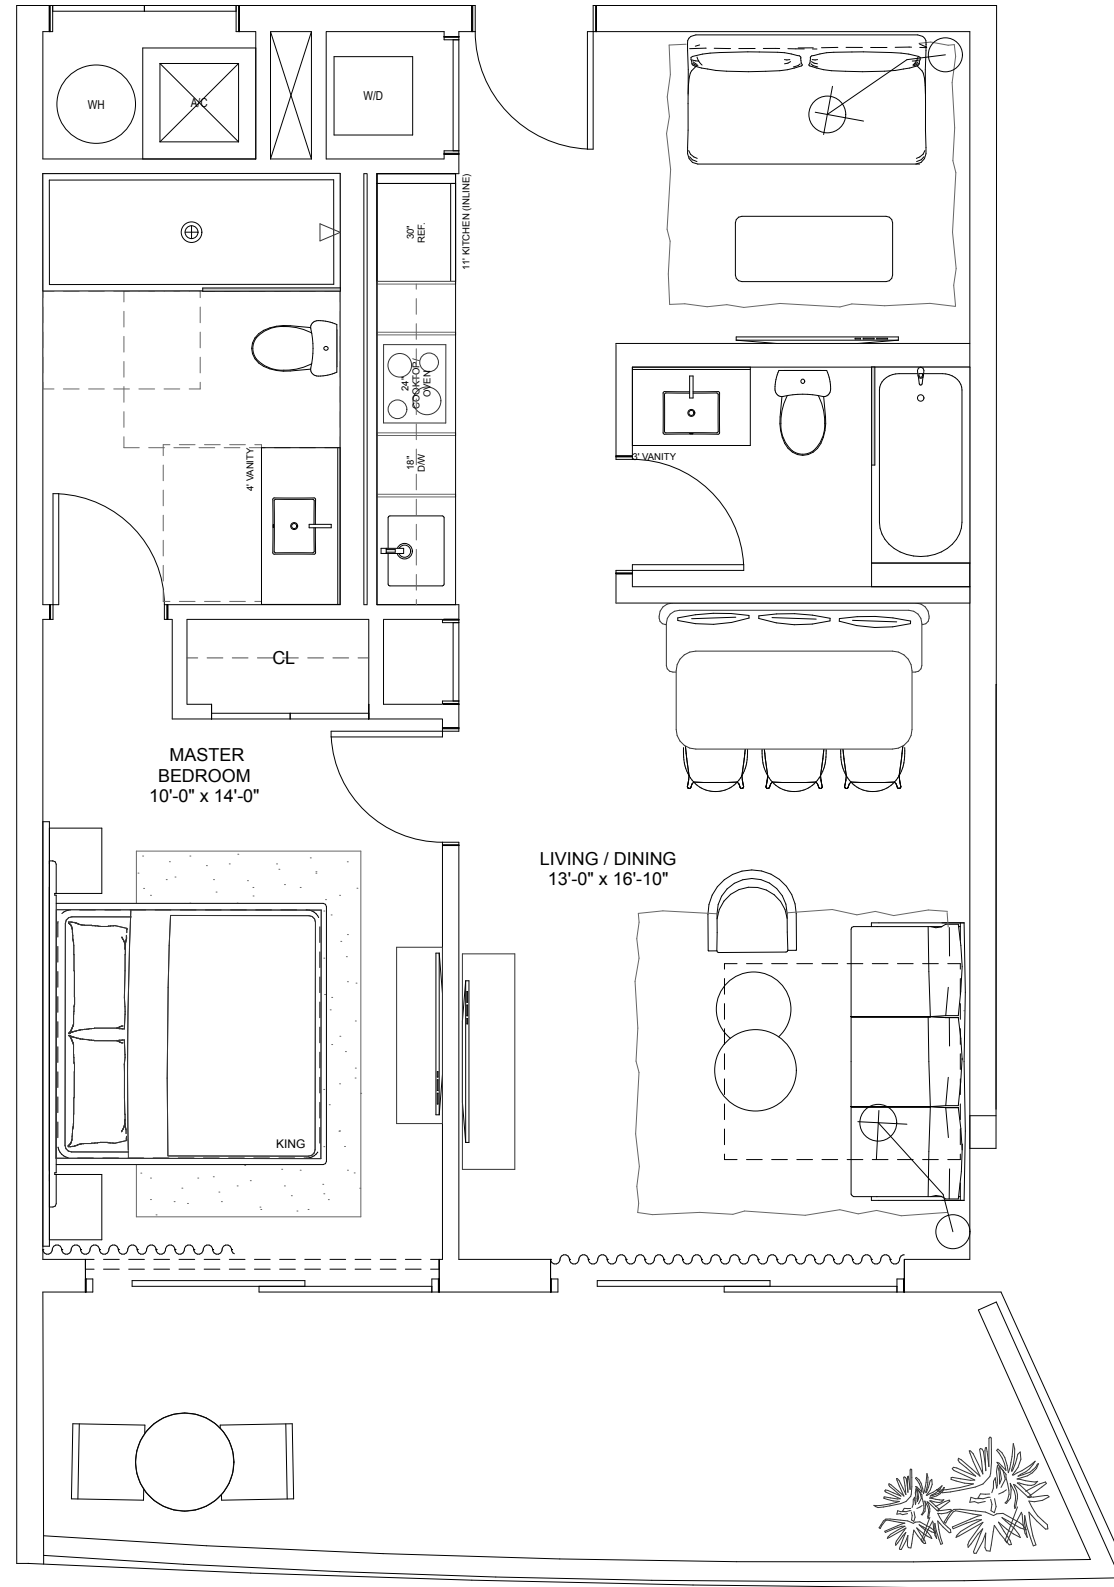 WH
A/C
W/D
30"
REF.
11' KITCHEN (INLINE)
24"
COOKTOP/
OVEN
18"
D/W
4' VANITY
3' VANITY
CL
MASTER
BEDROOM
10'-0" x 14'-0"
LIVING / DINING
13'-0" x 16'-10"
KING